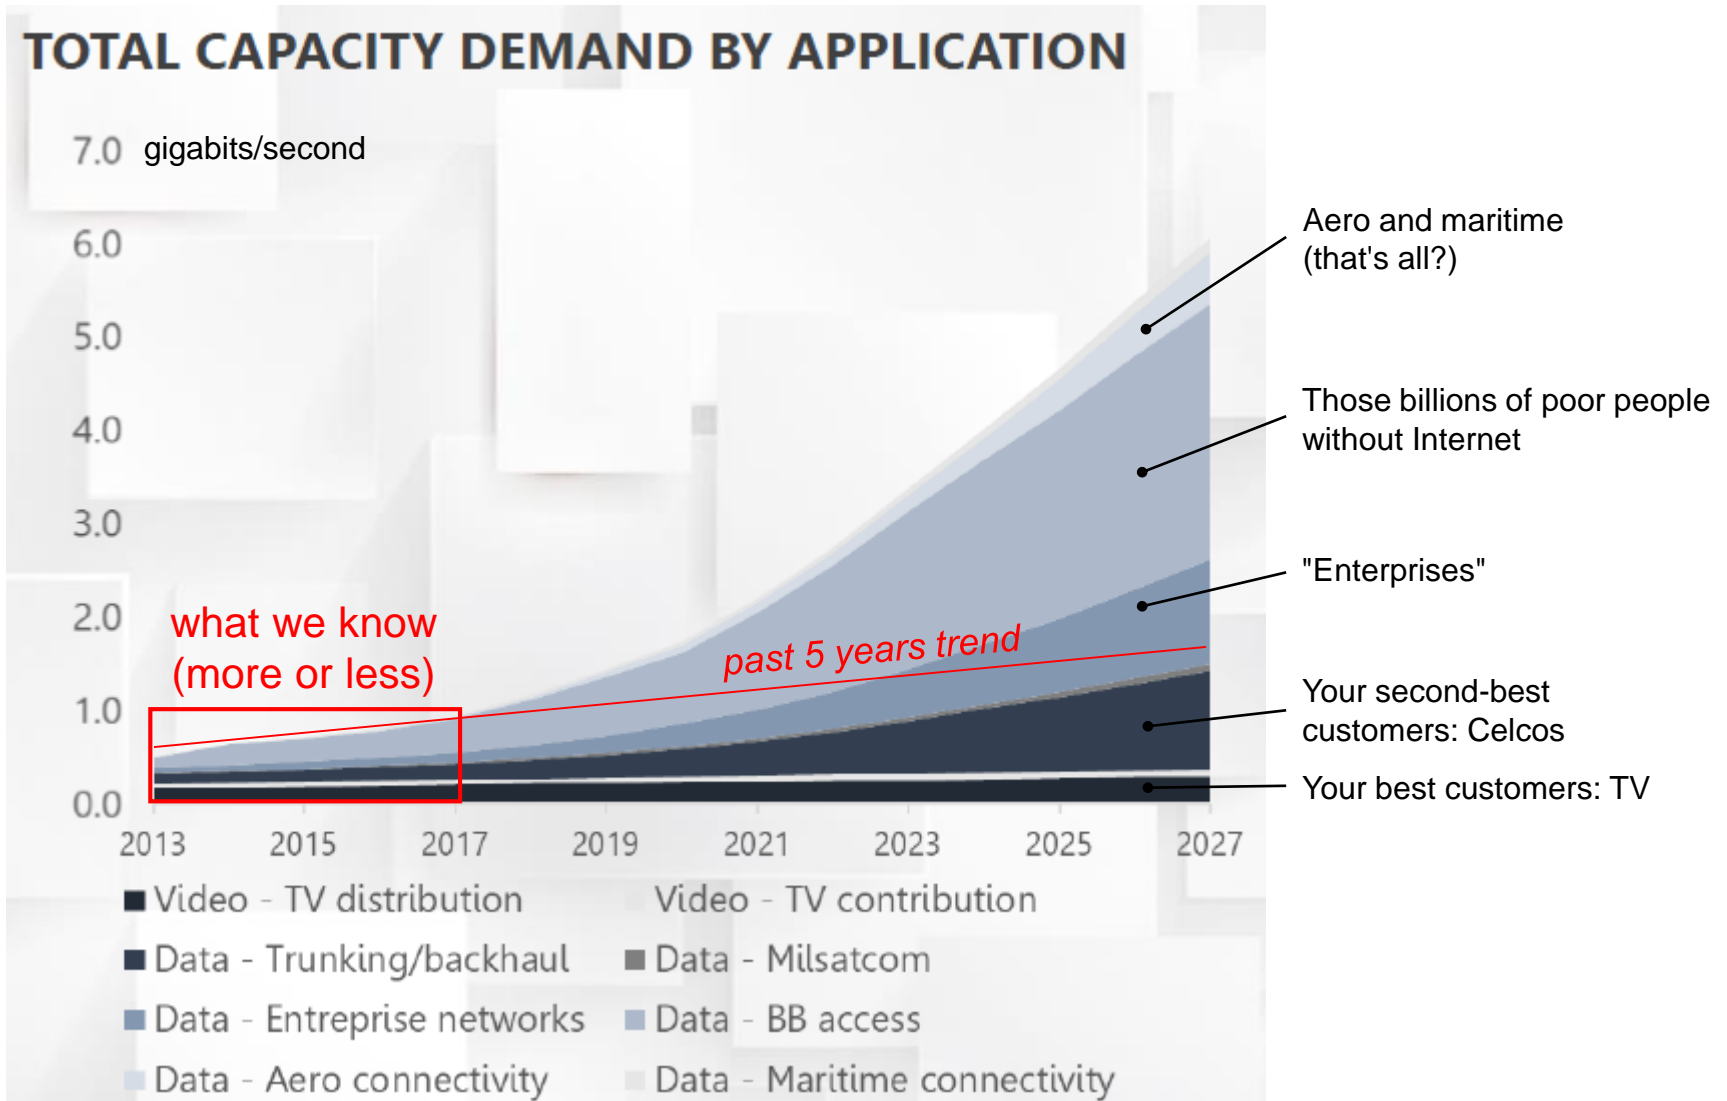 TOTAL CAPACITY DEMAND BY APPLICATION
7.0 gigabits/second
6.0
5.0
4.0
3.0
2.0
1.0
0.0
what we know
(more or less)
past 5 years trend
Aero and maritime
(that's all?)
Those billions of poor people
without Internet
"Enterprises"
Your second-best
customers: Celcos
Your best customers: TV
2013 2015 2017 2019 2021 2023 2025 2027
Video - TV distribution Video - TV contribution
Data - Trunking/backhaul Data - Milsatcom
Data - Entreprise networks Data - BB access
Data - Aero connectivity Data - Maritime connectivity